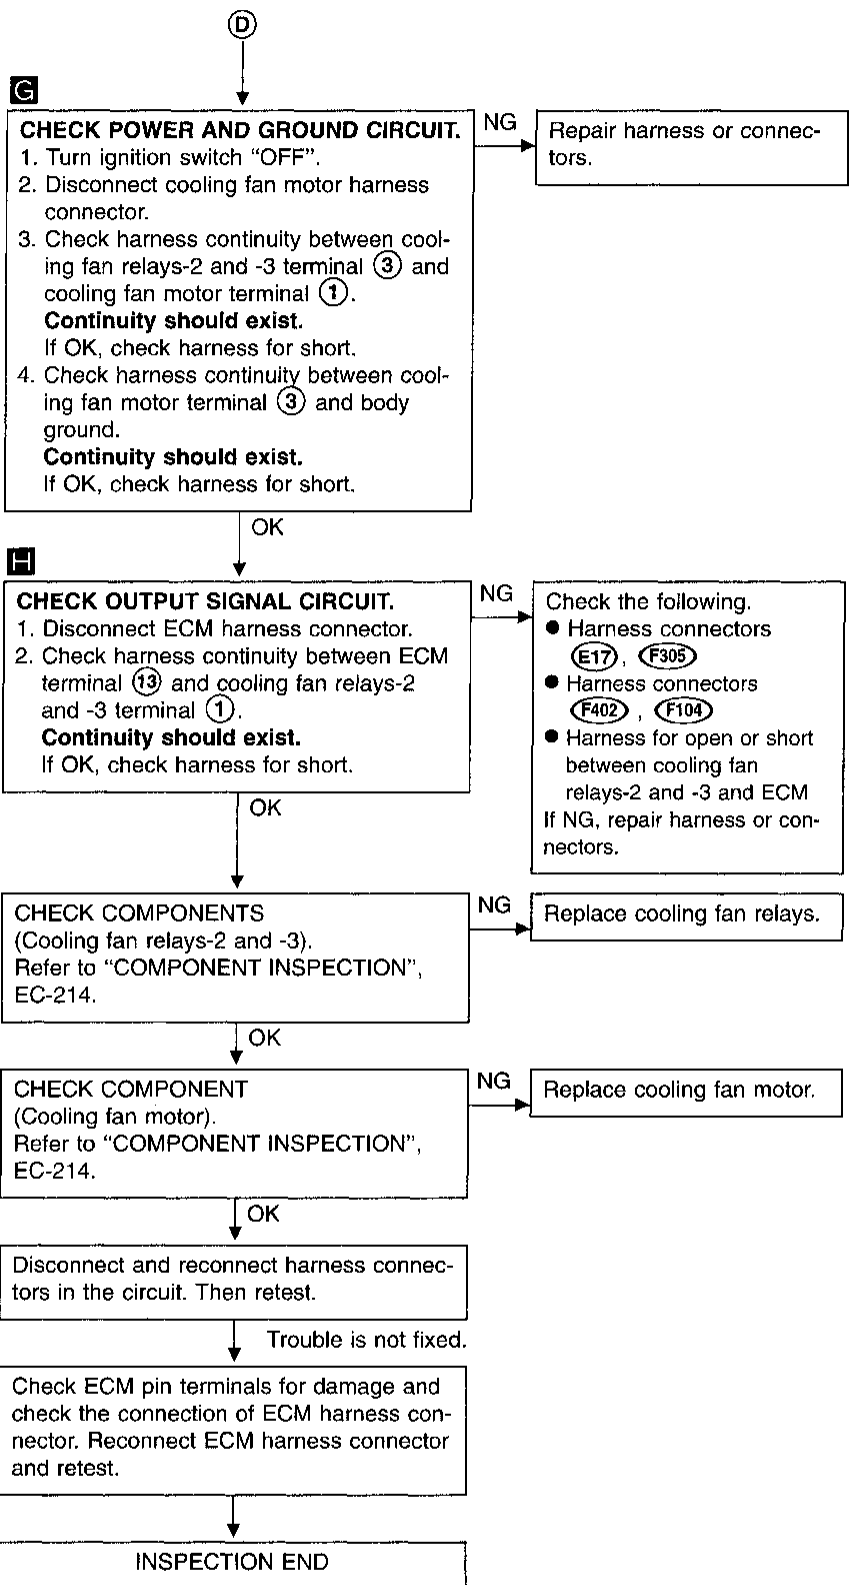 D
G
CHECK POWER AND GROUND CIRCUIT.
1. Turn ignition switch “OFF”.
2. Disconnect cooling fan motor harness
connector.
3. Check harness continuity between cool-
ing fan relays-2 and -3 terminal 3 and
cooling fan motor terminal 1.
Continuity should exist.
If OK, check harness for short.
4. Check harness continuity between cool-
ing fan motor terminal 3 and body
ground.
Continuity should exist.
If OK, check harness for short.
NG
Repair harness or connec-
tors.
OK
H
CHECK OUTPUT SIGNAL CIRCUIT.
1. Disconnect ECM harness connector.
2. Check harness continuity between ECM
terminal 13 and cooling fan relays-2
and -3 terminal 1.
Continuity should exist.
If OK, check harness for short.
NG
Check the following.
● Harness connectors
E17, F305
● Harness connectors
F402, F104
● Harness for open or short
between cooling fan
relays-2 and -3 and ECM
If NG, repair harness or con-
nectors.
OK
CHECK COMPONENTS
(Cooling fan relays-2 and -3).
Refer to “COMPONENT INSPECTION”,
EC-214.
NG
Replace cooling fan relays.
OK
CHECK COMPONENT
(Cooling fan motor).
Refer to “COMPONENT INSPECTION”,
EC-214.
NG
Replace cooling fan motor.
OK
Disconnect and reconnect harness connec-
tors in the circuit. Then retest.
Trouble is not fixed.
Check ECM pin terminals for damage and
check the connection of ECM harness con-
nector. Reconnect ECM harness connector
and retest.
INSPECTION END